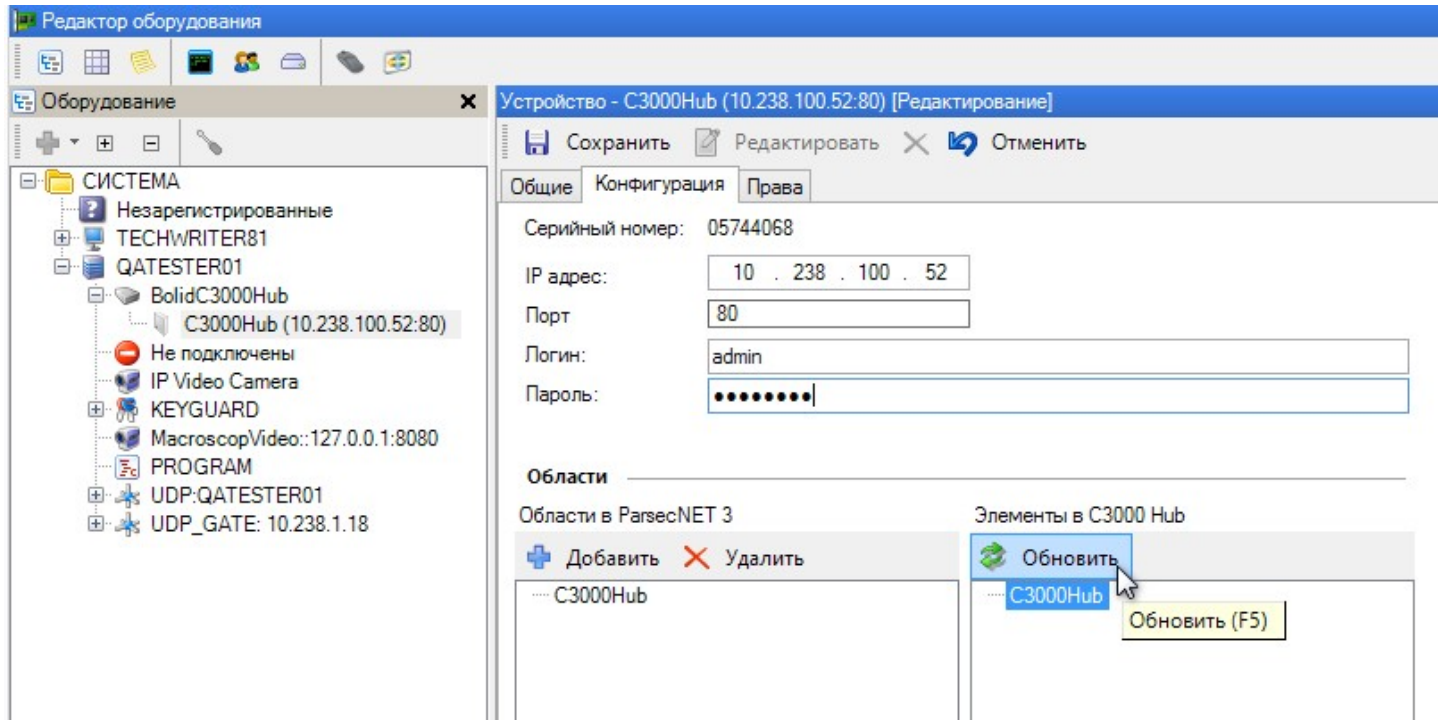 Редактор оборудования
Оборудование
СИСТЕМА
Незарегистрированные
TECHWRITER81
QATESTER01
BolidC3000Hub
C3000Hub (10.238.100.52:80)
Не подключены
IP Video Camera
KEYGUARD
MacroscopVideo::127.0.0.1:8080
PROGRAM
UDP:QATESTER01
UDP_GATE: 10.238.1.18
Устройство - C3000Hub (10.238.100.52:80) [Редактирование]
Сохранить Редактировать Отменить
Общие Конфигурация Права
Серийный номер: 05744068
IP адрес: 10 . 238 . 100 . 52
Порт 80
Логин: admin
Пароль: ●●●●●●●●
Области
Области в ParsecNET 3 Элементы в C3000 Hub
Добавить Удалить Обновить
C3000Hub C3000Hub
Обновить (F5)